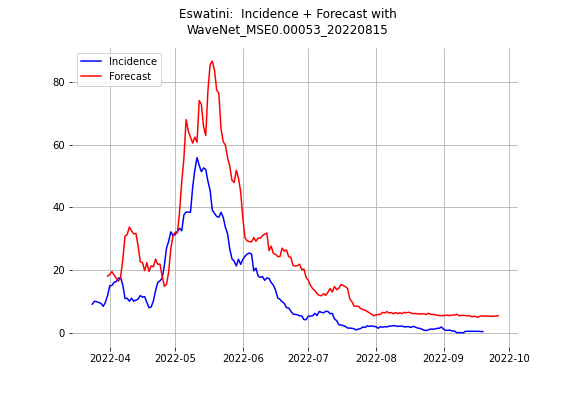 Eswatini:  Incidence + Forecast with
WaveNet_MSE0.00053_20220815
Incidence
Forecast
80
60
40
20
0
2022-04 2022-05 2022-06 2022-07 2022-08 2022-09 2022-10